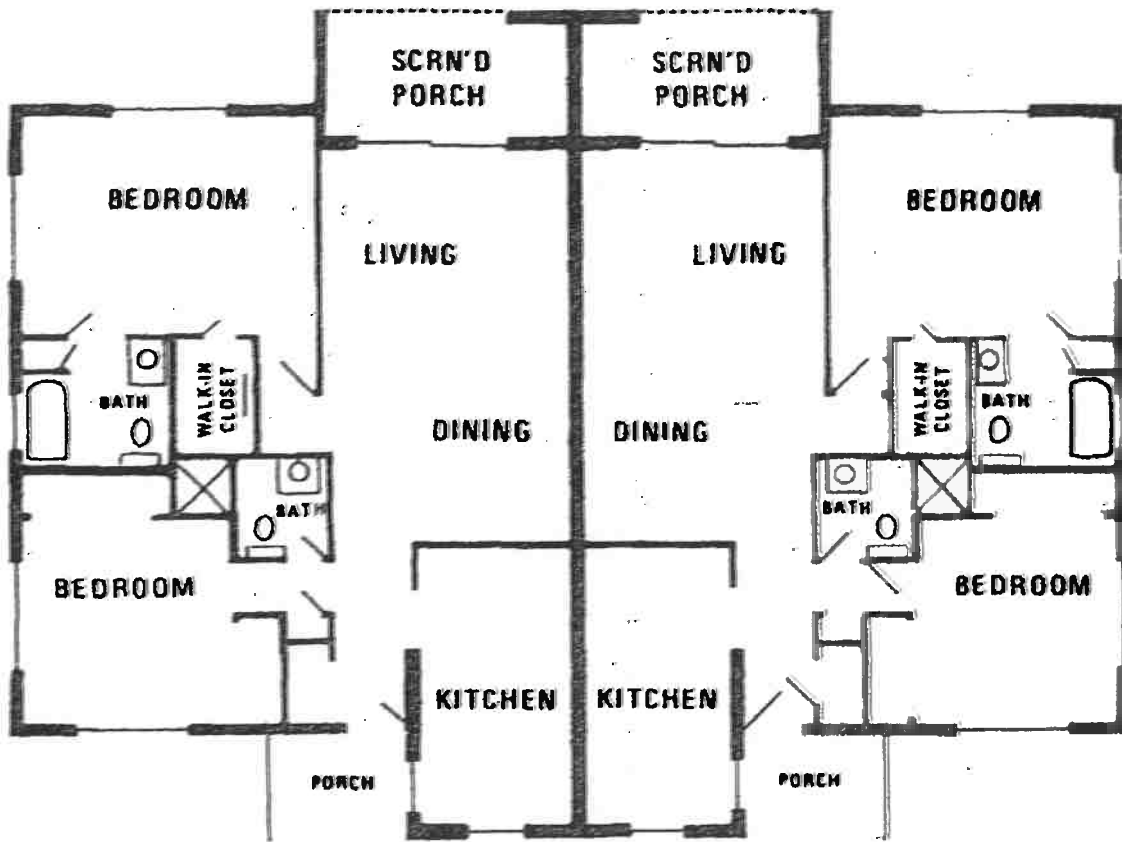 SCRN'D
PORCH
SCRN'D
PORCH
BEDROOM
BEDROOM
LIVING
LIVING
WALK-IN
CLOSET
WALK-IN
CLOSET
BATH
BATH
DINING
DINING
BATH
BATH
BEDROOM
BEDROOM
KITCHEN
KITCHEN
PORCH
PORCH